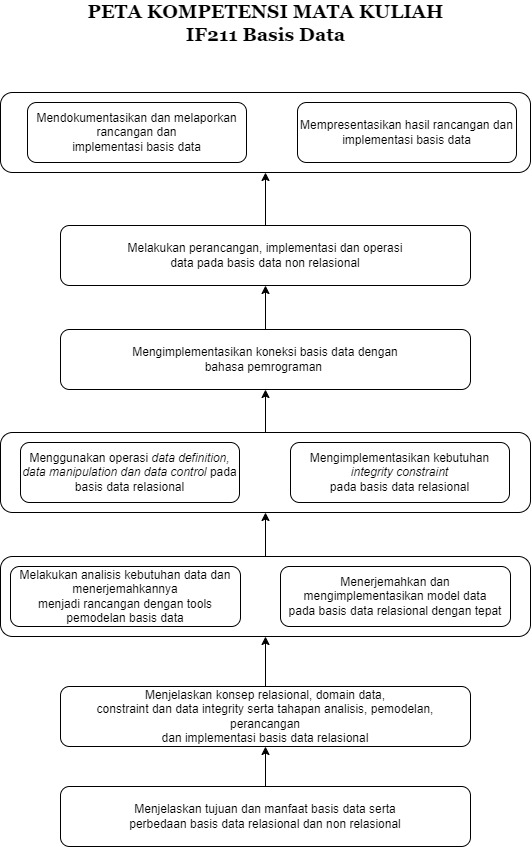 PETA KOMPETENSI MATA KULIAH
IF211 Basis Data
Mendokumentasikan dan melaporkan
rancangan dan
implementasi basis data
Mempresentasikan hasil rancangan dan
implementasi basis data
Melakukan perancangan, implementasi dan operasi
data pada basis data non relasional
Mengimplementasikan koneksi basis data dengan
bahasa pemrograman
Menggunakan operasi data definition,
data manipulation dan data control pada
basis data relasional
Mengimplementasikan kebutuhan
integrity constraint
pada basis data relasional
Melakukan analisis kebutuhan data dan
menerjemahkannya
menjadi rancangan dengan tools
pemodelan basis data
Menerjemahkan dan
mengimplementasikan model data
pada basis data relasional dengan tepat
Menjelaskan konsep relasional, domain data,
constraint dan data integrity serta tahapan analisis, pemodelan,
perancangan
dan implementasi basis data relasional
Menjelaskan tujuan dan manfaat basis data serta
perbedaan basis data relasional dan non relasional